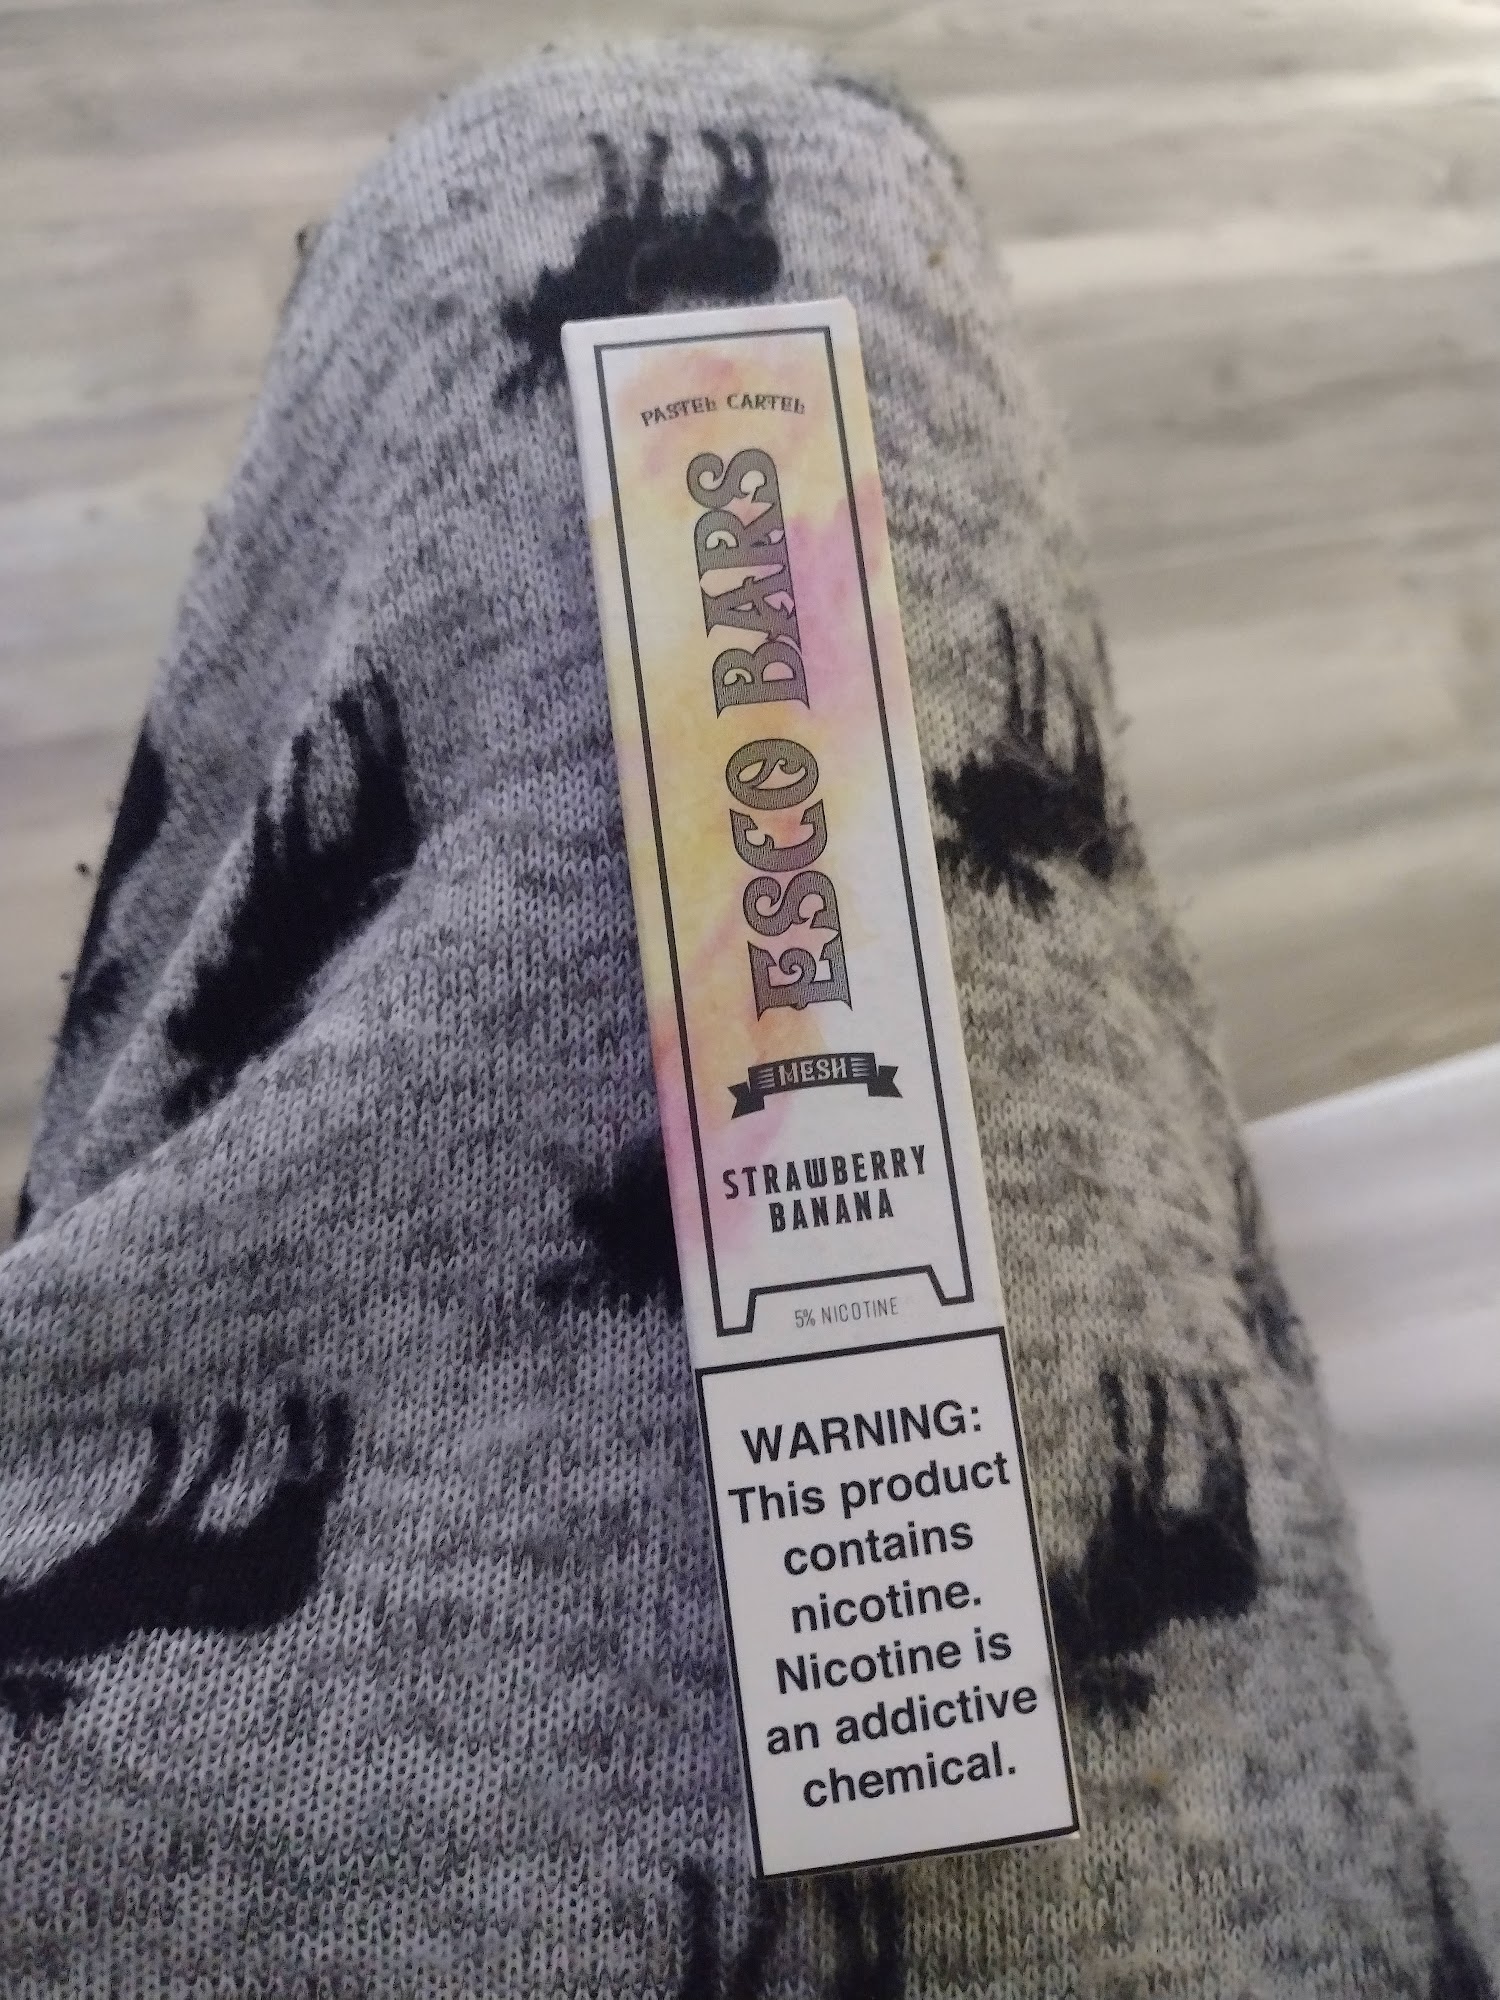 PASTEL CARTEL
ESCO BARS
MESH
STRAWBERRY
BANANA
5% NICOTINE
WARNING:
This product
contains
nicotine.
Nicotine is
an addictive
chemical.